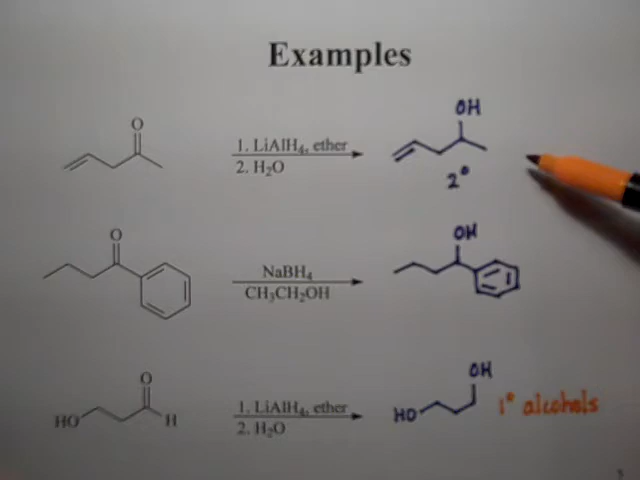 Examples
O
1. LiAlH4, ether
2. H2O
OH
2°
O
NaBH4
CH3CH2OH
OH
O
HO
H
1. LiAlH4, ether
2. H2O
HO
OH
1° alcohols
5